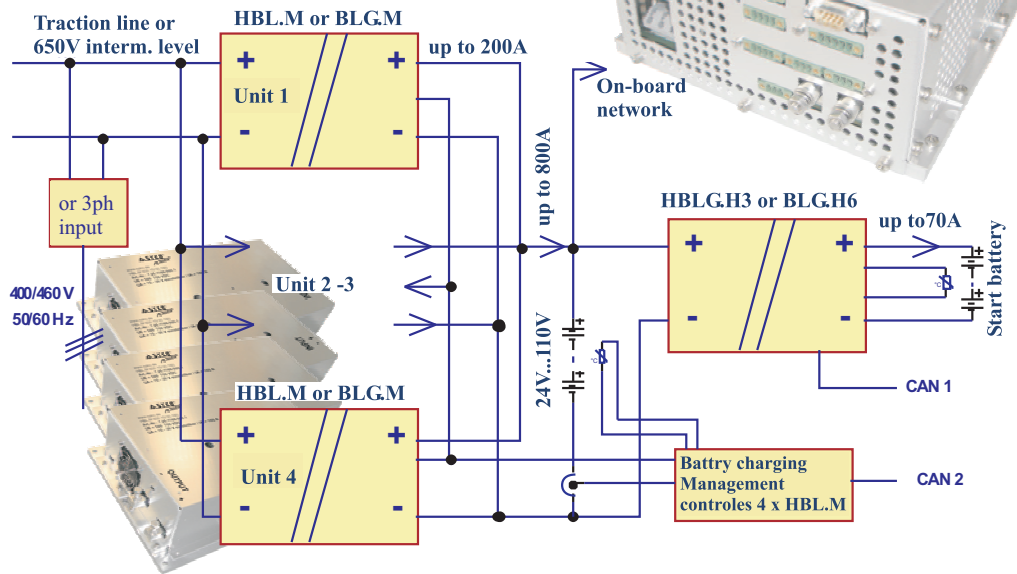 Traction line or
650V interm. level
HBL.M or BLG.M
up to 200A
+
+
Unit 1
-
-
On-board
network
or 3ph
input
up to 800A
HBLG.H3 or BLG.H6
up to70A
+
+
-
-
°C
Start battery
Unit 2 -3
400/460 V
50/60 Hz
24V...110V
+
+
°C
+
+
CAN 1
HBL.M or BLG.M
+
+
Unit 4
-
-
OUTPUT
Battry charging
Management
controles 4 x HBL.M
CAN 2